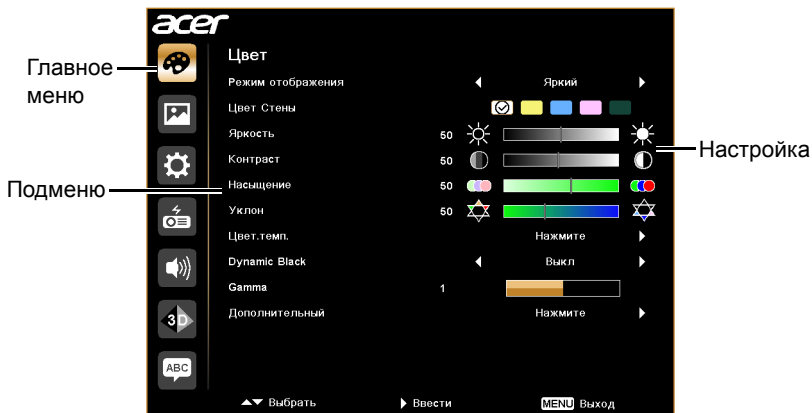 acer
Цвет
Главное меню
Режим отображения Яркий
Цвет Стены
Яркость 50
Настройка
Контраст 50
Подменю
Насыщение 50
Уклон 50
Цвет.темп. Нажмите
Dynamic Black Выкл
Gamma 1
Дополнительный Нажмите
3D
ABC
Выбрать Ввести MENU Выход